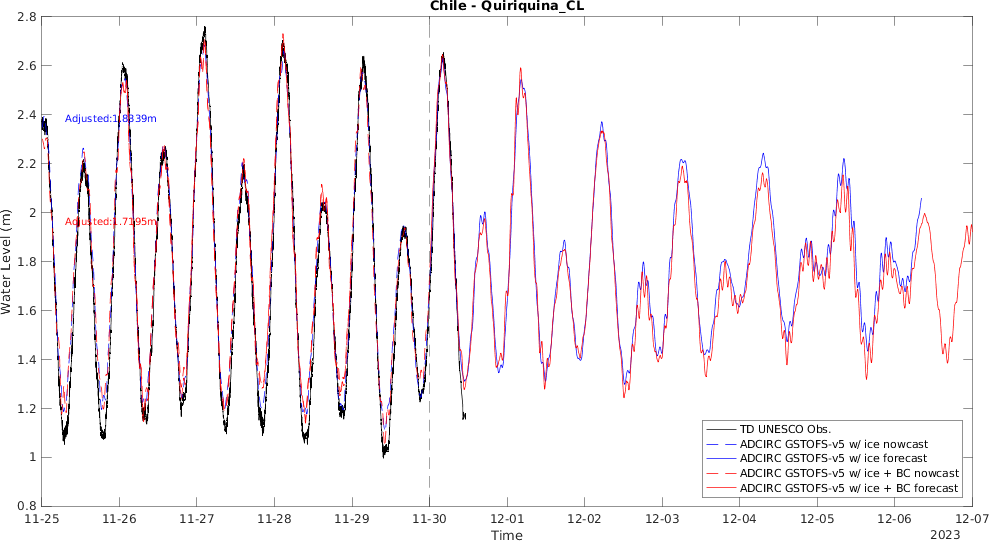 Chile - Quiriquina_CL
2.8
2.6
2.4
2.2
2
1.8
1.6
1.4
1.2
1
0.8
Water Level (m)
Adjusted:1.8339m
Adjusted:1.7195m
TD UNESCO Obs.
ADCIRC GSTOFS-v5 w/ ice nowcast
ADCIRC GSTOFS-v5 w/ ice forecast
ADCIRC GSTOFS-v5 w/ ice + BC nowcast
ADCIRC GSTOFS-v5 w/ ice + BC forecast
11-25 11-26 11-27 11-28 11-29 11-30 12-01 12-02 12-03 12-04 12-05 12-06 12-07
Time
2023